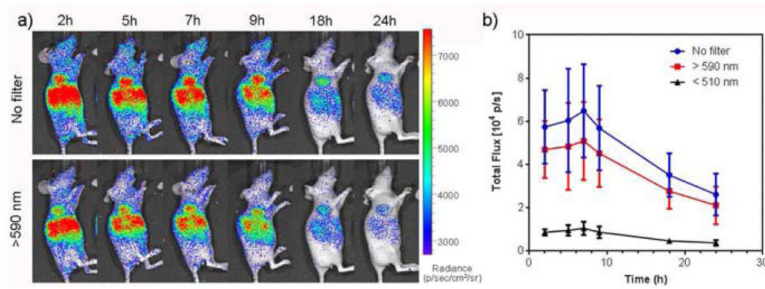 a)
2h 5h 7h 9h 18h 24h
No filter
>590 nm
7000
6000
5000
4000
3000
Radiance
(p/sec/cm²/sr)
b)
No filter
> 590 nm
< 510 nm
Total Flux [10⁴ p/s]
10
8
6
4
2
0
0 10 20 30
Time (h)